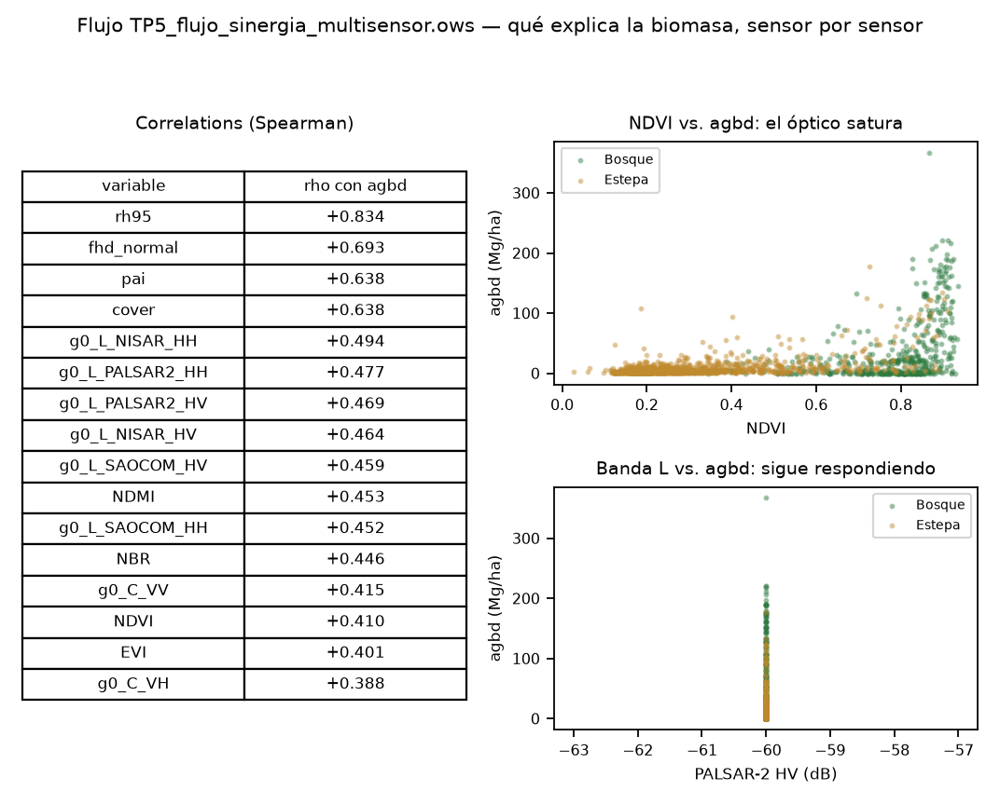 Flujo TP5_flujo_sinergia_multisensor.ows — qué explica la biomasa, sensor por sensor
Correlations (Spearman)
variable rho con agbd
rh95 +0.834
fhd_normal +0.693
pai +0.638
cover +0.638
g0_L_NISAR_HH +0.494
g0_L_PALSAR2_HH +0.477
g0_L_PALSAR2_HV +0.469
g0_L_NISAR_HV +0.464
g0_L_SAOCOM_HV +0.459
NDMI +0.453
g0_L_SAOCOM_HH +0.452
NBR +0.446
g0_C_VV +0.415
NDVI +0.410
EVI +0.401
g0_C_VH +0.388
NDVI vs. agbd: el óptico satura
Bosque
Estepa
agbd (Mg/ha)
300
200
100
0
0.0 0.2 0.4 0.6 0.8
NDVI
Banda L vs. agbd: sigue respondiendo
Bosque
Estepa
agbd (Mg/ha)
300
200
100
0
−63 −62 −61 −60 −59 −58 −57
PALSAR-2 HV (dB)